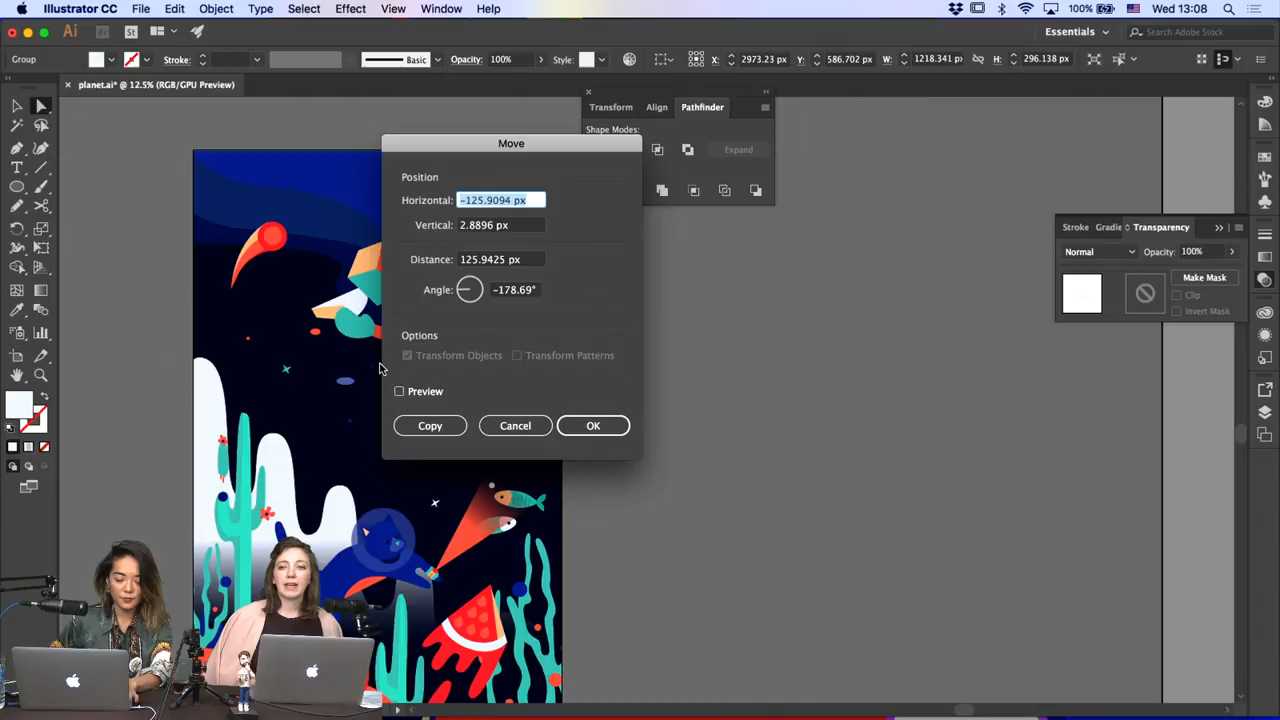 Illustrator CC File Edit Object Type Select Effect View Window Help 100% Wed 13:08
Ai Br St Essentials Search Adobe Stock
Group Stroke: Basic Opacity: 100% Style: X: 2973.23 px Y: 586.702 px W: 1218.341 px H: 296.138 px
planet.ai* @ 12.5% (RGB/GPU Preview)
Transform Align Pathfinder
Shape Modes:
Expand
Move
Position
Horizontal: -125.9094 px
Vertical: 2.8896 px
Distance: 125.9425 px
Angle: -178.69°
Options
Transform Objects Transform Patterns
Preview
Copy Cancel OK
Stroke Gradie Transparency
Normal Opacity: 100%
Make Mask
Clip
Invert Mask